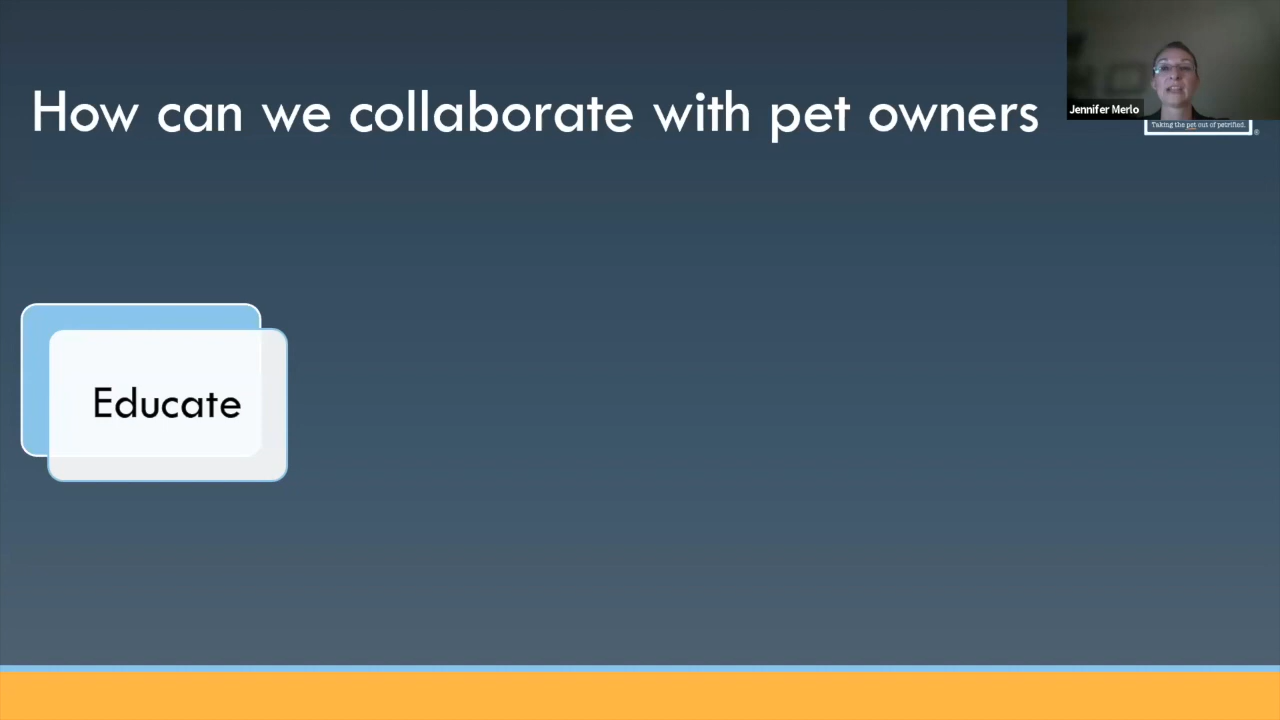 How can we collaborate with pet owners
Jennifer Merlo
Taking the pet out of petrified.
®
Educate